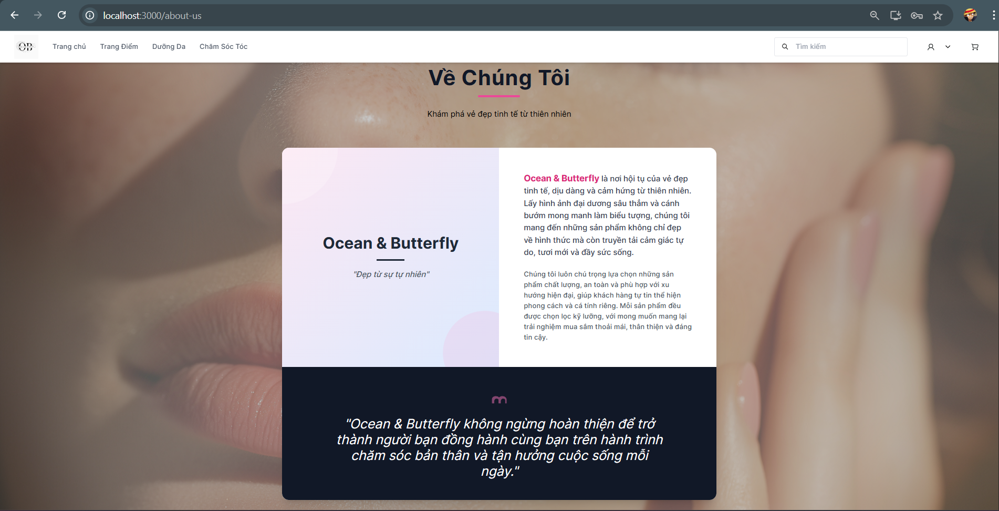 localhost:3000/about-us
OB
Trang chủ
Trang Điểm
Dưỡng Da
Chăm Sóc Tóc
Tìm kiếm
Về Chúng Tôi
Khám phá vẻ đẹp tinh tế từ thiên nhiên
Ocean & Butterfly
"Đẹp từ sự tự nhiên"
Ocean & Butterfly là nơi hội tụ của vẻ đẹp
tinh tế, dịu dàng và cảm hứng từ thiên nhiên.
Lấy hình ảnh đại dương sâu thẳm và cánh
bướm mong manh làm biểu tượng, chúng tôi
mang đến những sản phẩm không chỉ đẹp
về hình thức mà còn truyền tải cảm giác tự
do, tươi mới và đầy sức sống.
Chúng tôi luôn chú trọng lựa chọn những sản
phẩm chất lượng, an toàn và phù hợp với xu
hướng hiện đại, giúp khách hàng tự tin thể hiện
phong cách và cá tính riêng. Mỗi sản phẩm đều
được chọn lọc kỹ lưỡng, với mong muốn mang lại
trải nghiệm mua sắm thoải mái, thân thiện và đáng
tin cậy.
"Ocean & Butterfly không ngừng hoàn thiện để trở
thành người bạn đồng hành cùng bạn trên hành trình
chăm sóc bản thân và tận hưởng cuộc sống mỗi
ngày."